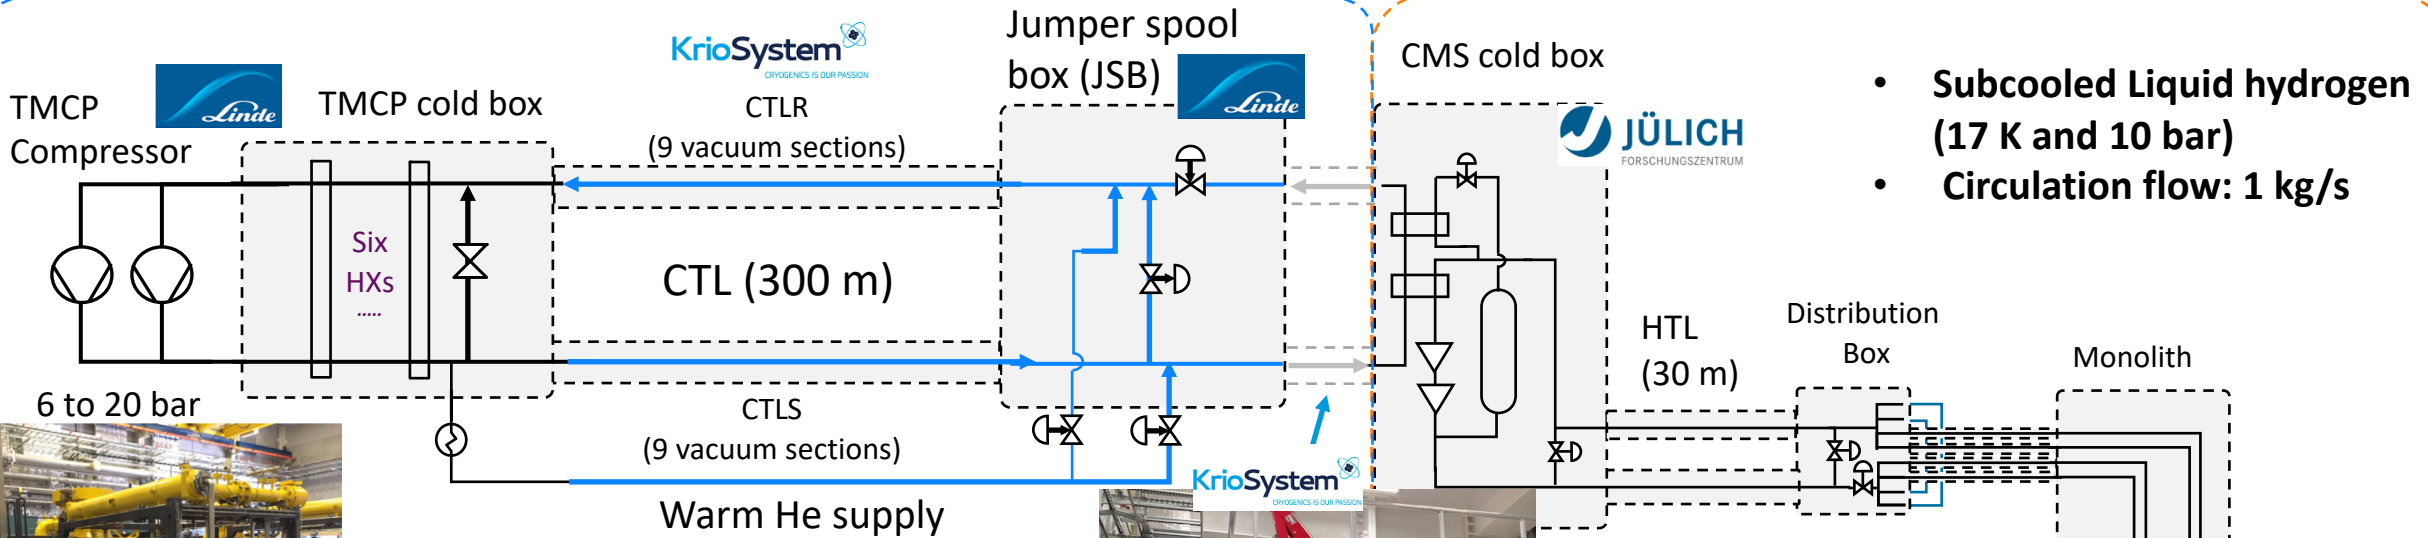 KrioSystem
CRYOGENICS IS OUR PASSION
Jumper spool
box (JSB)
Linde
CMS cold box
TMCP
Compressor
Linde
TMCP cold box
CTLR
(9 vacuum sections)
JÜLICH
FORSCHUNGSZENTRUM
• Subcooled Liquid hydrogen
(17 K and 10 bar)
• Circulation flow: 1 kg/s
Six
HXs
.....
CTL (300 m)
HTL
(30 m)
Distribution
Box
Monolith
6 to 20 bar
CTLS
(9 vacuum sections)
KrioSystem
CRYOGENICS IS OUR PASSION
Warm He supply